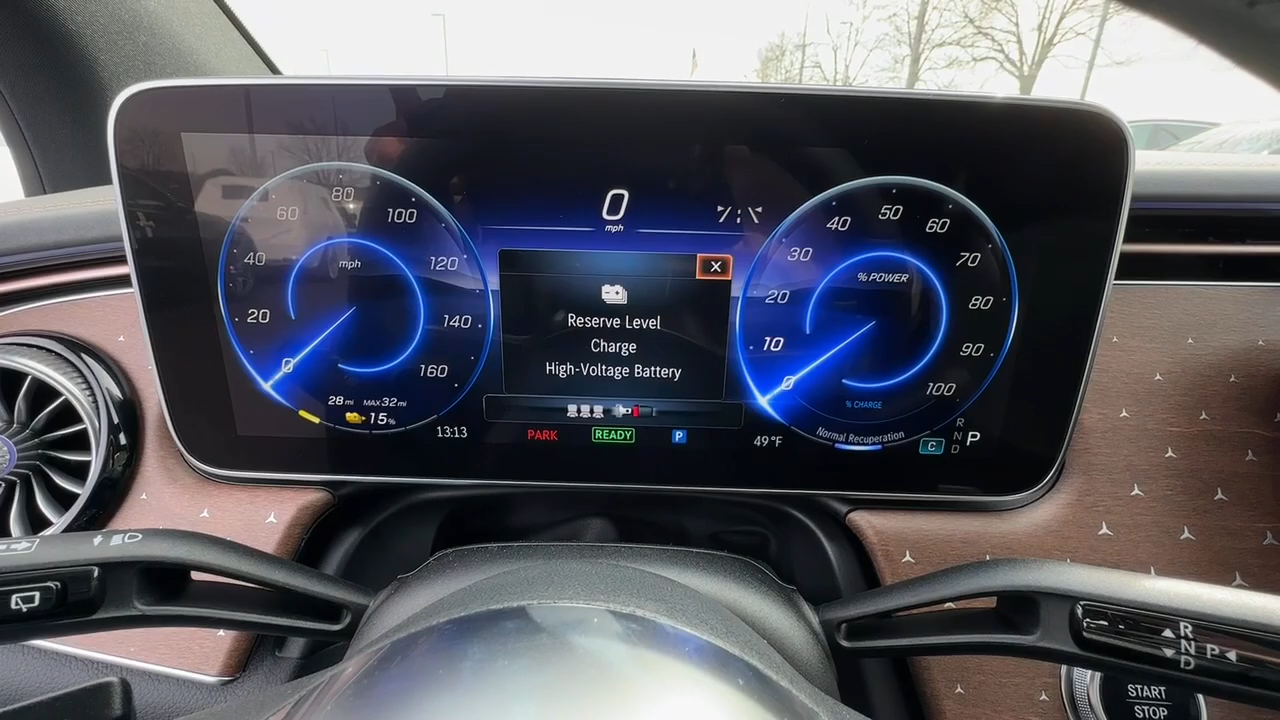 0
mph
80
60
100
40
mph
120
20
140
0
160
28 mi MAX 32 mi
15%
13:13
Reserve Level
Charge
High-Voltage Battery
PARK
READY
P
50
40
60
30
70
% POWER
20
80
10
90
0
100
% CHARGE
Normal Recuperation
49°F
C
R
N
D
P
R
N
D
P
START
STOP